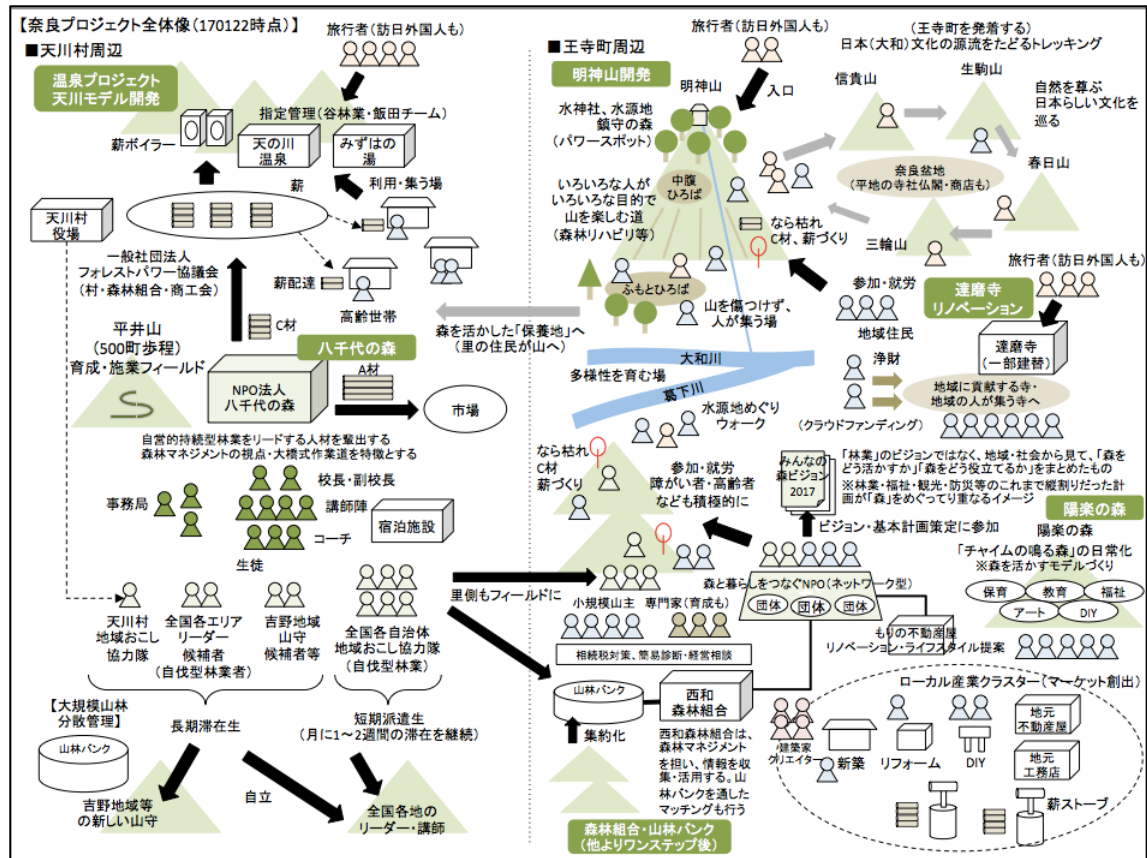 【奈良プロジェクト全体像(170122時点)】
■天川村周辺
旅行者(訪日外国人も)
温泉プロジェクト
天川モデル開発
指定管理(谷林業・飯田チーム)
薪ボイラー
天の川
温泉
みずはの
湯
薪
利用・集う場
天川村
役場
一般社団法人
フォレストパワー協議会
(村・森林組合・商工会)
薪配達
高齢世帯
C材
平井山
(500町歩程)
育成・施業フィールド
八千代の森
NPO法人
八千代の森
A材
市場
自営的持続型林業をリードする人材を輩出する
森林マネジメントの視点・大橋式作業道を特徴とする
事務局
校長・副校長
講師陣
コーチ
生徒
宿泊施設
天川村
地域おこし
協力隊
全国各エリア
リーダー
候補者
(自伐型林業者)
吉野地域
山守
候補者等
全国各自治体
地域おこし協力隊
(自伐型林業)
【大規模山林
分散管理】
山林バンク
長期滞在生
短期派遣生
(月に1~2週間の滞在を継続)
自立
吉野地域等
の新しい山守
全国各地の
リーダー・講師
■王寺町周辺
旅行者(訪日外国人も)
明神山開発
明神山
入口
水神社、水源地
鎮守の森
(パワースポット)
中腹
ひろば
いろいろな人が
いろいろな目的で
山を楽しむ道
(森林リハビリ等)
なら枯れ
C材、薪づくり
ふもとひろば
山を傷つけず、
人が集う場
森を活かした「保養地」へ
(里の住民が山へ)
(王寺町を発着する)
日本(大和)文化の源流をたどるトレッキング
信貴山
生駒山
自然を尊ぶ
日本らしい文化を
巡る
奈良盆地
(平地の寺社仏閣・商店も)
春日山
三輪山
参加・就労
地域住民
旅行者(訪日外国人も)
達磨寺
リノベーション
達磨寺
(一部建替)
浄財
(クラウドファンディング)
地域に貢献する寺・
地域の人が集う寺へ
大和川
多様性を育む場
葛下川
水源地めぐり
ウォーク
なら枯れ
C材
薪づくり
参加・就労
障がい者・高齢者
なども積極的に
みんなの
森ビジョン
2017
「林業」のビジョンではなく、地域・社会から見て、「森
をどう活かすか」「森をどう役立てるか」をまとめたもの
※林業・福祉・観光・防災等のこれまで縦割りだった計
画が「森」をめぐってり重なるイメージ
ビジョン・基本計画策定に参加
陽楽の森
陽楽の森
「チャイムの鳴る森」の日常化
※森を活かすモデルづくり
保育
教育
福祉
アート
DIY
里側もフィールドに
小規模山主
専門家(育成も)
森と暮らしをつなぐNPO(ネットワーク型)
団体
団体
団体
相続税対策、簡易診断・経営相談
もりの不動産屋
リノベーション・ライフスタイル提案
山林バンク
西和
森林組合
集約化
西和森林組合は、
森林マネジメント
を担い、情報を収
集・活用する。山
林バンクを通した
マッチングも行う
森林組合・山林バンク
(他よりワンステップ後)
ローカル産業クラスター(マーケット創出)
建築家
クリエイター
新築
リフォーム
DIY
地元
不動産屋
地元
工務店
薪ストーブ